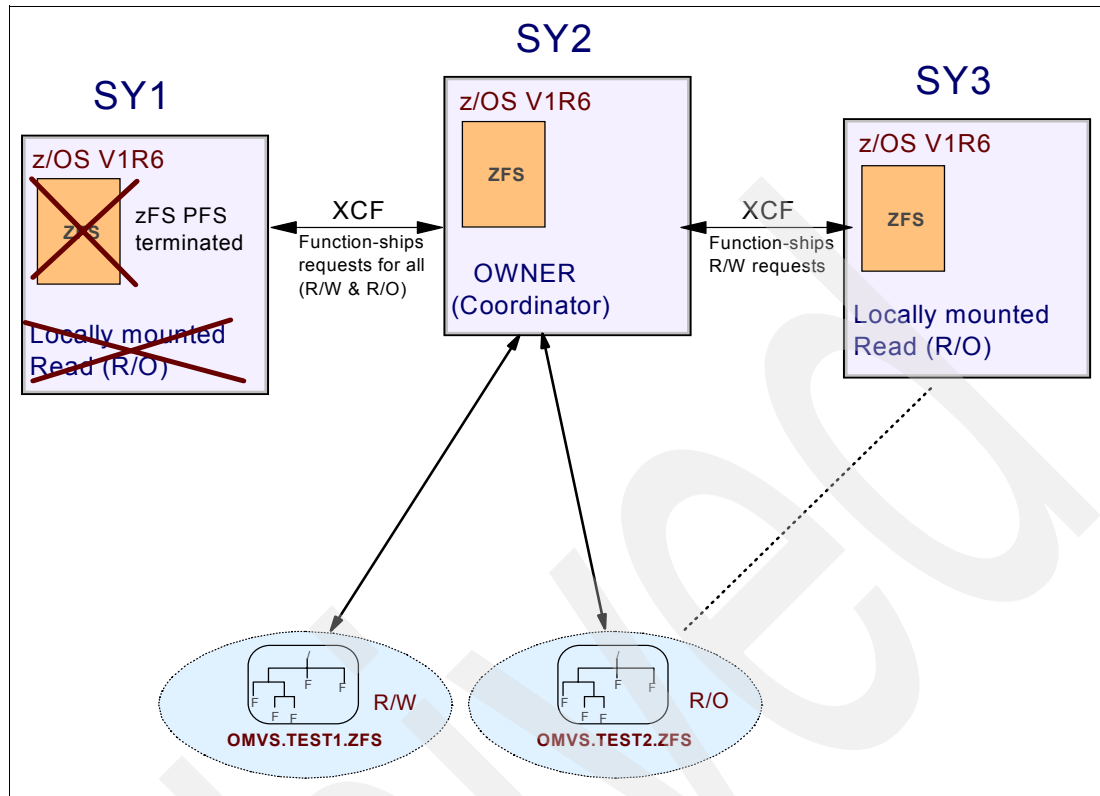 SY1
z/OS V1R6
ZFS
zFS PFS
terminated
Locally mounted
Read (R/O)
XCF
Function-ships
requests for all
(R/W & R/O)
SY2
z/OS V1R6
ZFS
OWNER
(Coordinator)
XCF
Function-ships
R/W requests
SY3
z/OS V1R6
ZFS
Locally mounted
Read (R/O)
/
F F
F
F F
R/W
OMVS.TEST1.ZFS
/
F F
F
F F
R/O
OMVS.TEST2.ZFS